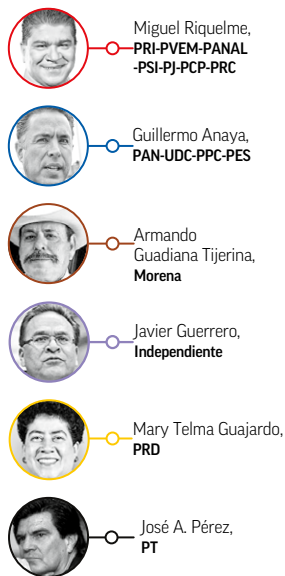 Miguel Riquelme,
PRI-PVEM-PANAL
-PSI-PJ-PCP-PRC
Guillermo Anaya,
PAN-UDC-PPC-PES
Armando
Guadiana Tijerina,
Morena
Javier Guerrero,
Independiente
Mary Telma Guajardo,
PRD
José A. Pérez,
PT